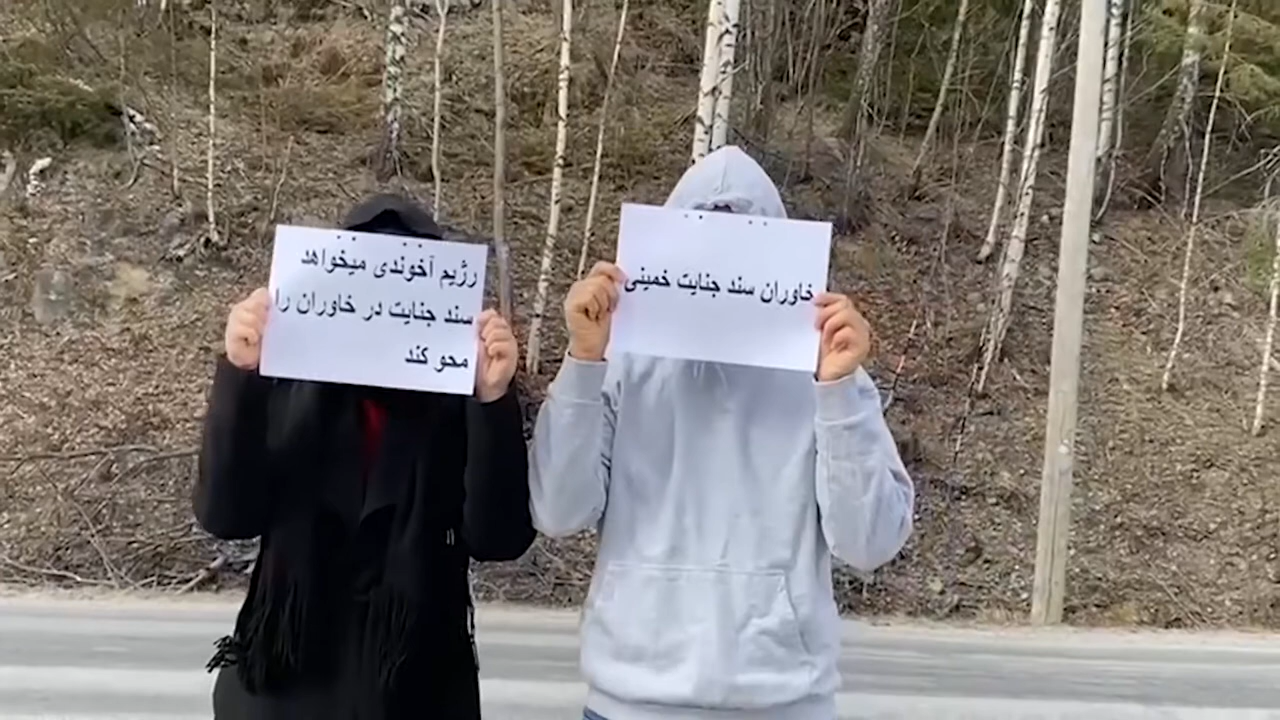 رژیم آخوندی میخواهد
سند جنایت در خاوران را
محو کند
خاوران سند جنایت خمینی